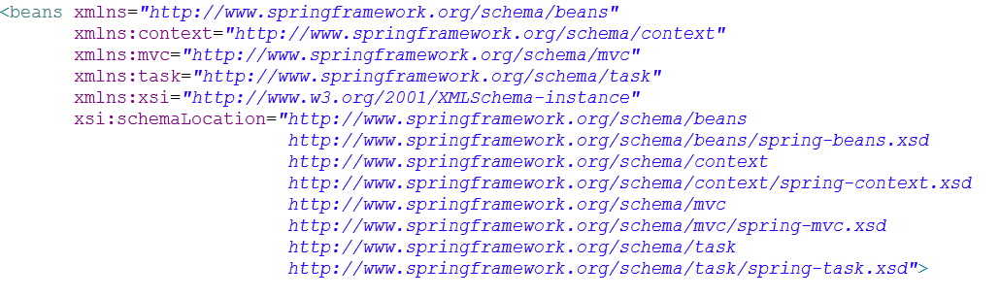 <beans xmlns="http://www.springframework.org/schema/beans"
xmlns:context="http://www.springframework.org/schema/context"
xmlns:mvc="http://www.springframework.org/schema/mvc"
xmlns:task="http://www.springframework.org/schema/task"
xmlns:xsi="http://www.w3.org/2001/XMLSchema-instance"
xsi:schemaLocation="http://www.springframework.org/schema/beans
http://www.springframework.org/schema/beans/spring-beans.xsd
http://www.springframework.org/schema/context
http://www.springframework.org/schema/context/spring-context.xsd
http://www.springframework.org/schema/mvc
http://www.springframework.org/schema/mvc/spring-mvc.xsd
http://www.springframework.org/schema/task
http://www.springframework.org/schema/task/spring-task.xsd">